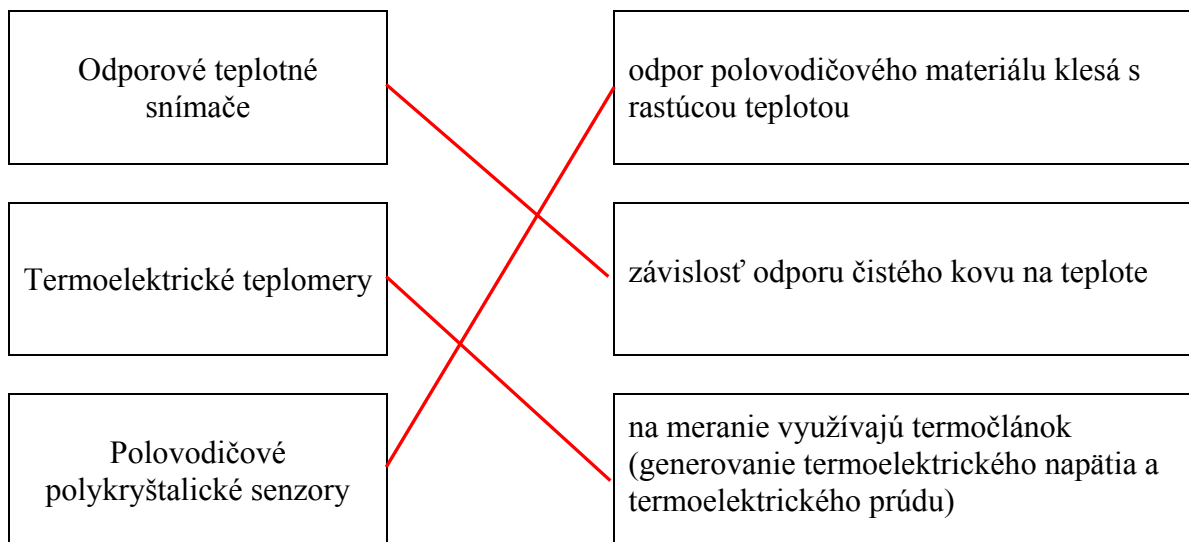 Odporové teplotné
snímače
odpor polovodičového materiálu klesá s
rastúcou teplotou
Termoelektrické teplomery
závislosť odporu čistého kovu na teplote
Polovodičové
polykryštalické senzory
na meranie využívajú termočlánok
(generovanie termoelektrického napätia a
termoelektrického prúdu)